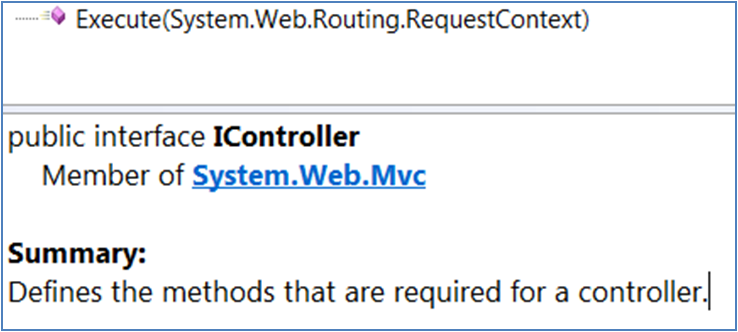 Execute(System.Web.Routing.RequestContext)
public interface IController
Member of System.Web.Mvc
Summary:
Defines the methods that are required for a controller.